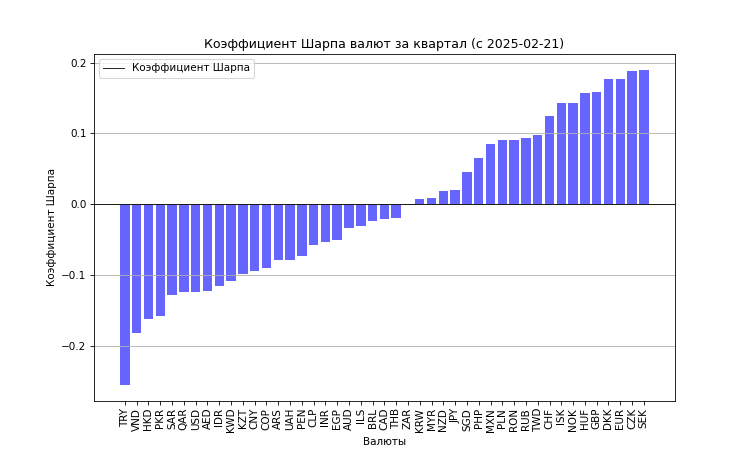 Коэффициент Шарпа валют за квартал (с 2025-02-21)
Коэффициент Шарпа
0.2
0.1
0.0
−0.1
−0.2
Коэффициент Шарпа
TRY
VND
HKD
PKR
SAR
QAR
USD
AED
IDR
KWD
KZT
CNY
COP
ARS
UAH
PEN
CLP
INR
EGP
AUD
ILS
BRL
CAD
THB
ZAR
KRW
MYR
NZD
JPY
SGD
PHP
MXN
PLN
RON
RUB
TWD
CHF
ISK
NOK
HUF
GBP
DKK
EUR
CZK
SEK
Валюты